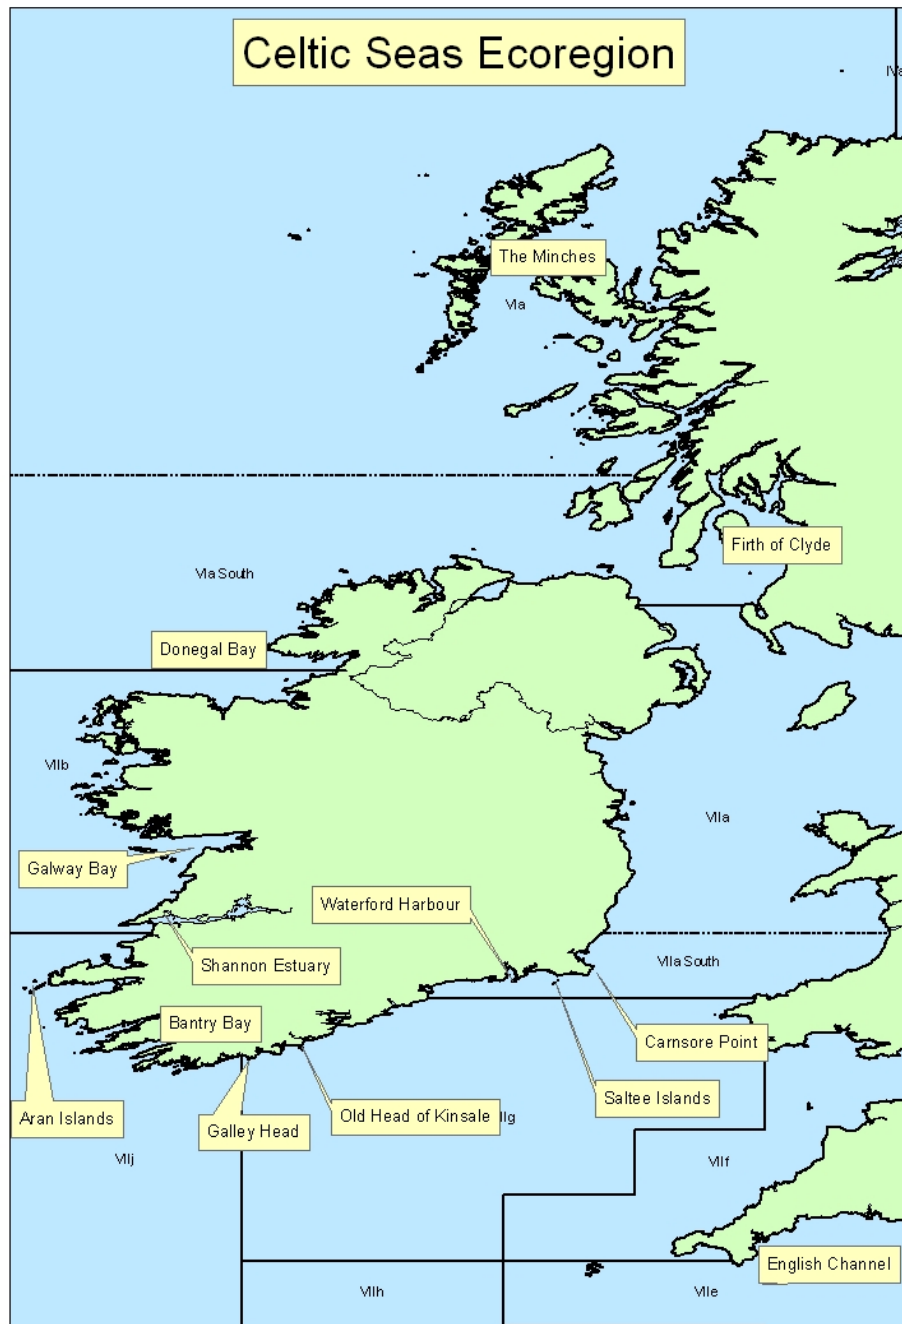 Celtic Seas Ecoregion
IVa
The Minches
VIa
Firth of Clyde
VIa South
Donegal Bay
VIIb
VIIa
Galway Bay
Waterford Harbour
Shannon Estuary
VIIa South
Bantry Bay
Carnsore Point
Saltee Islands
Aran Islands
Old Head of Kinsale
Galley Head
VIIj
VIIf
English Channel
VIIh
VIIe